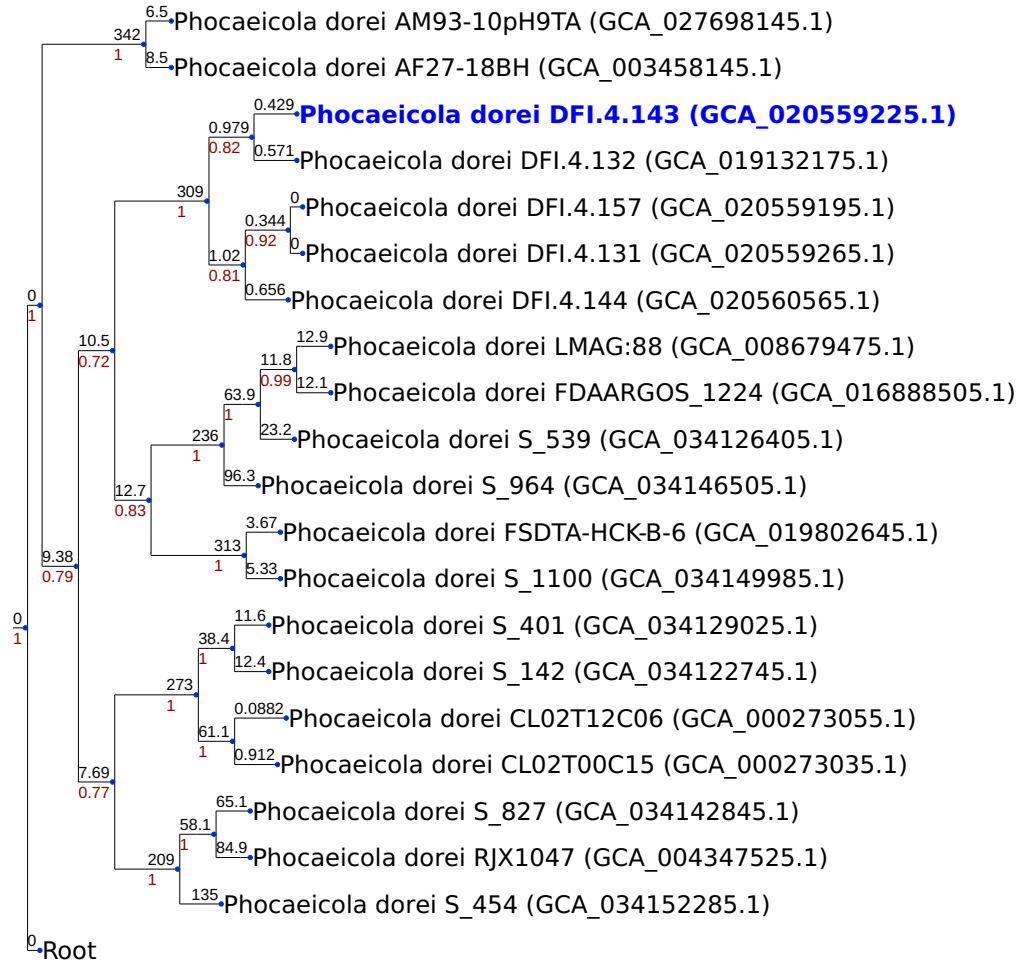 6.5 Phocaeicola dorei AM93-10pH9TA (GCA_027698145.1)
342
1
8.5 Phocaeicola dorei AF27-18BH (GCA_003458145.1)
0.429 Phocaeicola dorei DFI.4.143 (GCA_020559225.1)
0.979
0.82
0.571 Phocaeicola dorei DFI.4.132 (GCA_019132175.1)
309
1
0 Phocaeicola dorei DFI.4.157 (GCA_020559195.1)
0.344
0.92
0 Phocaeicola dorei DFI.4.131 (GCA_020559265.1)
1.02
0.81
0.656 Phocaeicola dorei DFI.4.144 (GCA_020560565.1)
0
1
12.9 Phocaeicola dorei LMAG:88 (GCA_008679475.1)
10.5
0.72
11.8
0.99
12.1 Phocaeicola dorei FDAARGOS_1224 (GCA_016888505.1)
63.9
1
23.2 Phocaeicola dorei S_539 (GCA_034126405.1)
236
1
96.3 Phocaeicola dorei S_964 (GCA_034146505.1)
12.7
0.83
3.67 Phocaeicola dorei FSDTA-HCK-B-6 (GCA_019802645.1)
313
1
9.38
0.79
5.33 Phocaeicola dorei S_1100 (GCA_034149985.1)
0
1
11.6 Phocaeicola dorei S_401 (GCA_034129025.1)
38.4
1
12.4 Phocaeicola dorei S_142 (GCA_034122745.1)
273
1
0.0882 Phocaeicola dorei CL02T12C06 (GCA_000273055.1)
61.1
1
0.912 Phocaeicola dorei CL02T00C15 (GCA_000273035.1)
7.69
0.77
65.1 Phocaeicola dorei S_827 (GCA_034142845.1)
58.1
1
84.9 Phocaeicola dorei RJX1047 (GCA_004347525.1)
209
1
135 Phocaeicola dorei S_454 (GCA_034152285.1)
0 Root